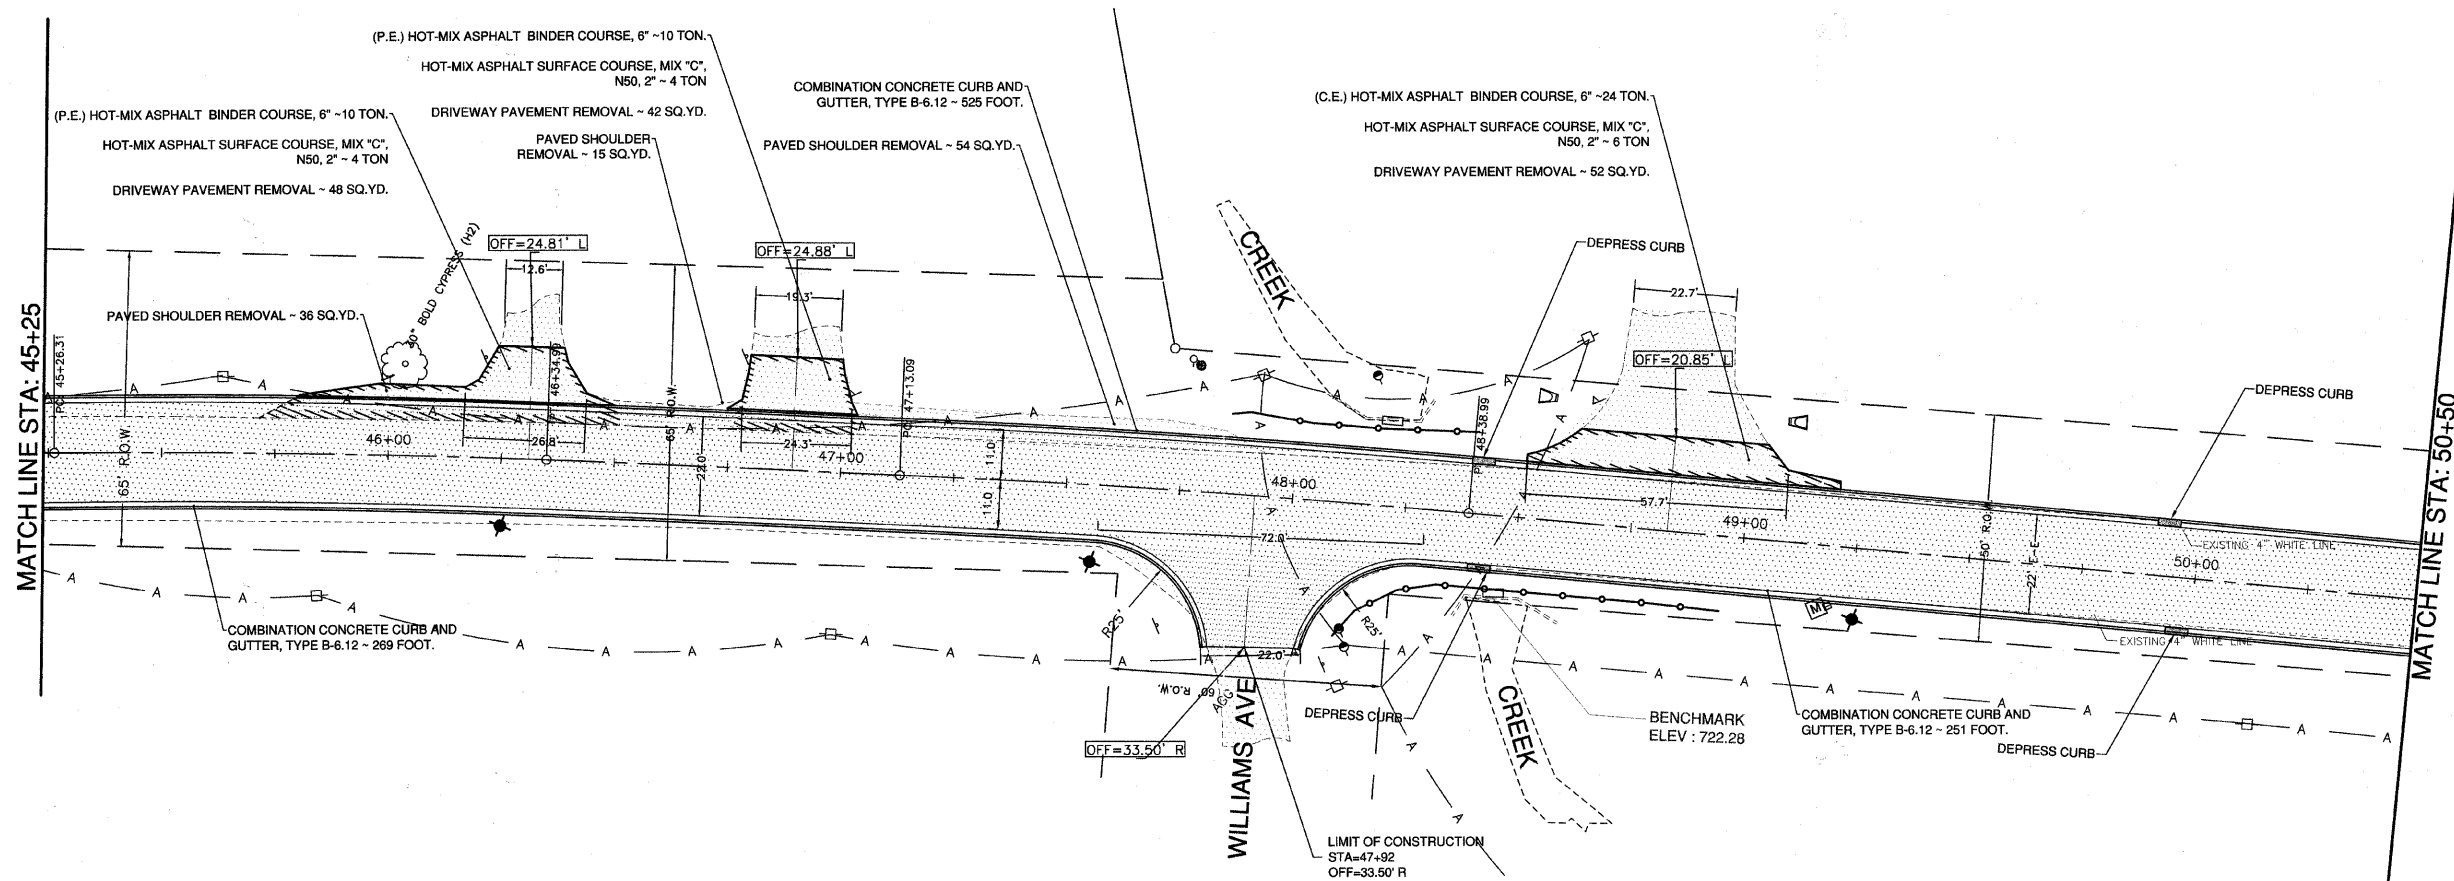 (P.E.) HOT-MIX ASPHALT BINDER COURSE, 6" ~10 TON.
HOT-MIX ASPHALT SURFACE COURSE, MIX "C",
N50, 2" ~ 4 TON
DRIVEWAY PAVEMENT REMOVAL ~ 42 SQ.YD.
(P.E.) HOT-MIX ASPHALT BINDER COURSE, 6" ~10 TON.
HOT-MIX ASPHALT SURFACE COURSE, MIX "C",
N50, 2" ~ 4 TON
DRIVEWAY PAVEMENT REMOVAL ~ 48 SQ.YD.
PAVED SHOULDER
REMOVAL ~ 15 SQ.YD.
COMBINATION CONCRETE CURB AND
GUTTER, TYPE B-6.12 ~ 525 FOOT.
PAVED SHOULDER REMOVAL ~ 54 SQ.YD.
(C.E.) HOT-MIX ASPHALT BINDER COURSE, 6" ~24 TON.
HOT-MIX ASPHALT SURFACE COURSE, MIX "C",
N50, 2" ~ 6 TON
DRIVEWAY PAVEMENT REMOVAL ~ 52 SQ.YD.
BOLD CYPRESS (H2)
OFF=24.81' L
12.6'
OFF=24.88' L
19.3'
CREEK
DEPRESS CURB
22.7'
OFF=20.85' L
DEPRESS CURB
PAVED SHOULDER REMOVAL ~ 36 SQ.YD.
MATCH LINE STA: 45+25
45+26.31
65' R.O.W.
46+00
26.8'
65' R.O.W.
22.0'
24.3'
47+00
47+13.09
11.0'
11.0
48+00
72.0'
48+38.99
57.7'
49+00
50' R.O.W.
22' E-E
EXISTING 4" WHITE LINE
50+00
EXISTING 4" WHITE LINE
MATCH LINE STA: 50+50
COMBINATION CONCRETE CURB AND
GUTTER, TYPE B-6.12 ~ 269 FOOT.
R25'
R25'
22.0'
60' R.O.W.
AGG
OFF=33.50' R
WILLIAMS AVE
DEPRESS CURB
CREEK
BENCHMARK
ELEV : 722.28
COMBINATION CONCRETE CURB AND
GUTTER, TYPE B-6.12 ~ 251 FOOT.
DEPRESS CURB
LIMIT OF CONSTRUCTION
STA=47+92
OFF=33.50' R